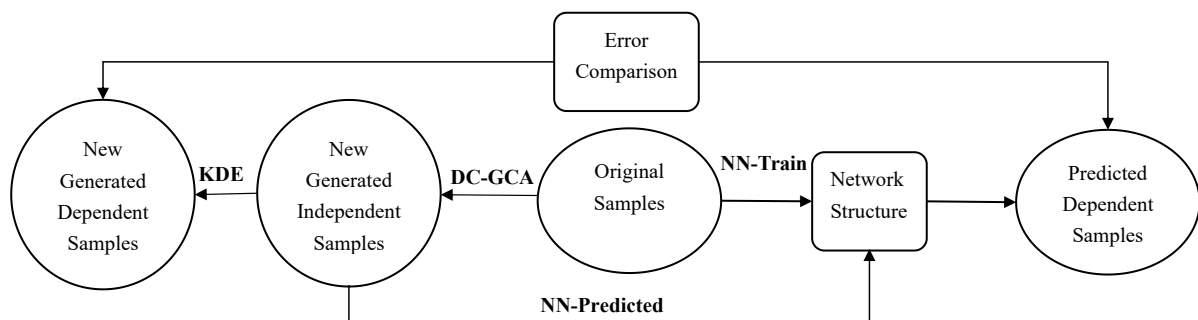 Error
Comparison
New
Generated
Dependent
Samples
KDE
New
Generated
Independent
Samples
DC-GCA
Original
Samples
NN-Train
Network
Structure
Predicted
Dependent
Samples
NN-Predicted